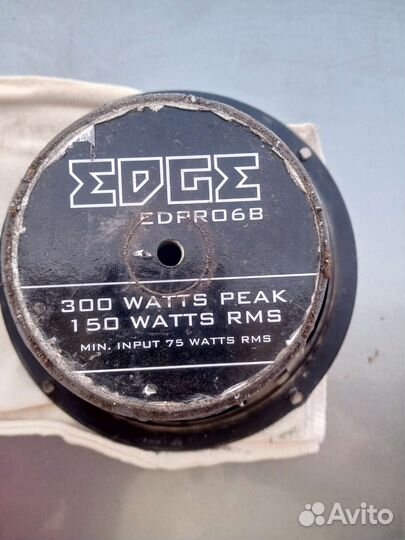 EDGE
EDPRO6B
300 WATTS PEAK
150 WATTS RMS
MIN. INPUT 75 WATTS RMS
Avito